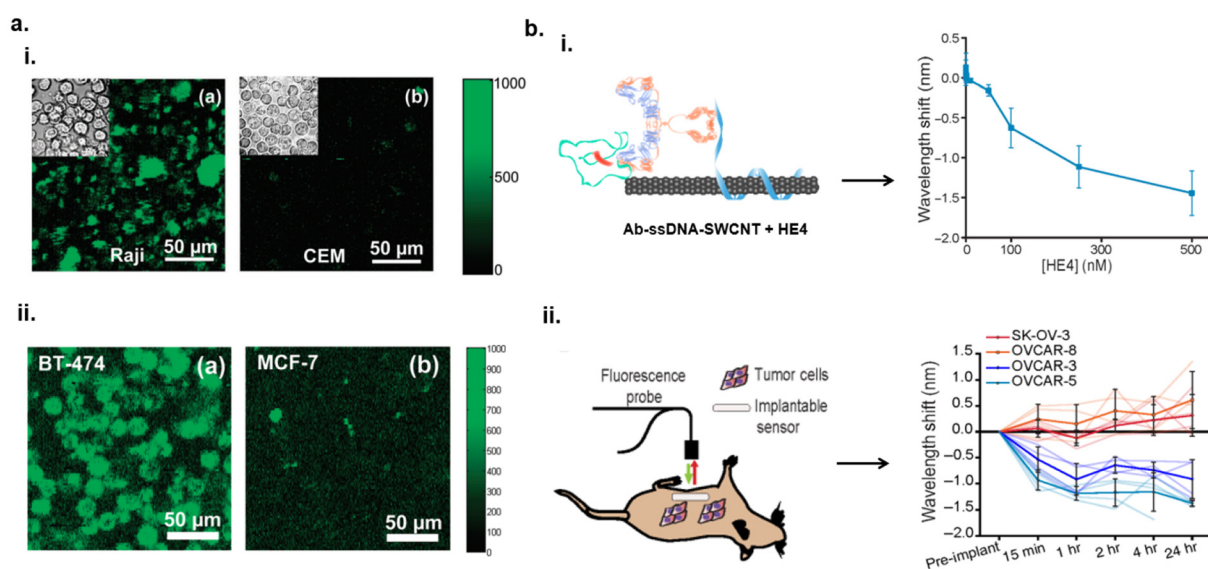 a.
i.
(a)
Raji
50 µm
(b)
CEM
50 µm
1000
500
0
ii.
BT-474
(a)
50 µm
MCF-7
(b)
50 µm
1000
900
800
700
600
500
400
300
200
100
0
b.
i.
Ab-ssDNA-SWCNT + HE4
Wavelength shift (nm)
0.5
0.0
−0.5
−1.0
−1.5
−2.0
0
100
300
500
[HE4] (nM)
ii.
Fluorescence
probe
Tumor cells
Implantable
sensor
SK-OV-3
OVCAR-8
OVCAR-3
OVCAR-5
Wavelength shift (nm)
1.5
1.0
0.5
0.0
−0.5
−1.0
−1.5
−2.0
Pre-implant
15 min
1 hr
2 hr
4 hr
24 hr